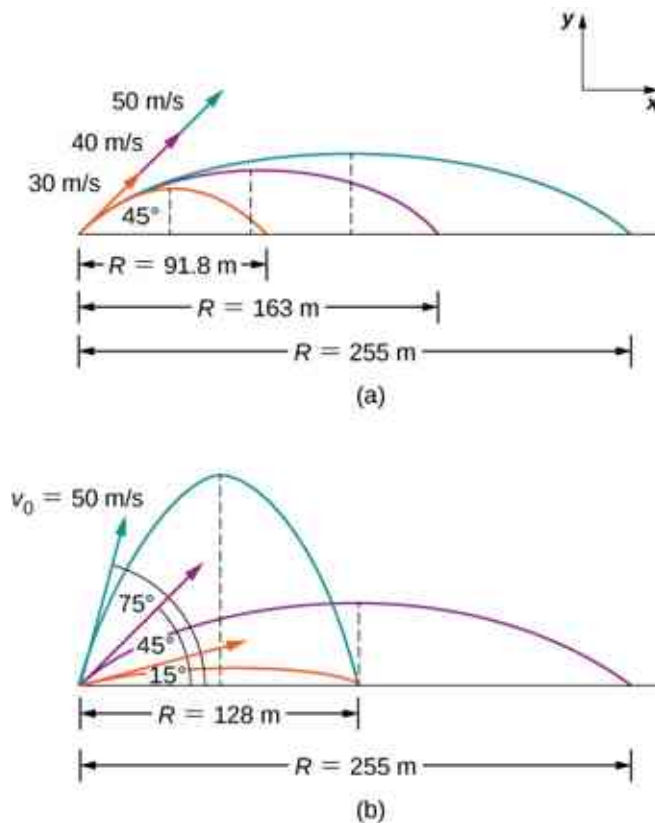 y
x
50 m/s
40 m/s
30 m/s
45°
R = 91.8 m
R = 163 m
R = 255 m
(a)
v₀ = 50 m/s
75°
45°
15°
R = 128 m
R = 255 m
(b)